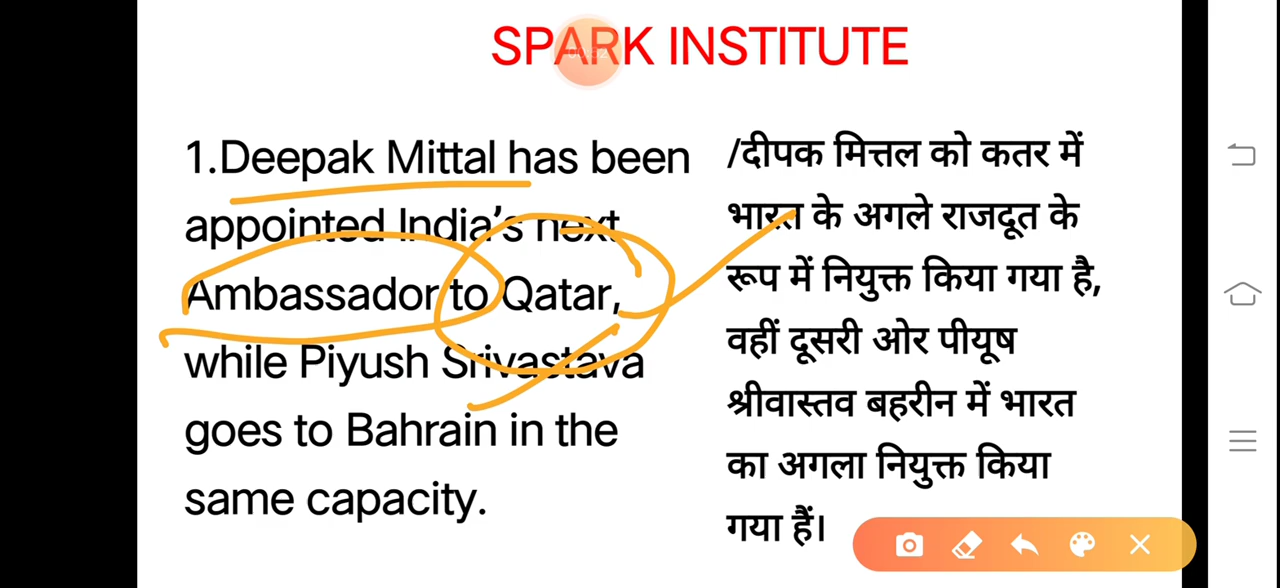 SPARK INSTITUTE
1.Deepak Mittal has been
appointed India's next
Ambassador to Qatar,
while Piyush Srivastava
goes to Bahrain in the
same capacity.
/दीपक मित्तल को कतर में
भारत के अगले राजदूत के
रूप में नियुक्त किया गया है,
वहीं दूसरी ओर पीयूष
श्रीवास्तव बहरीन में भारत
का अगला नियुक्त किया
गया हैं।